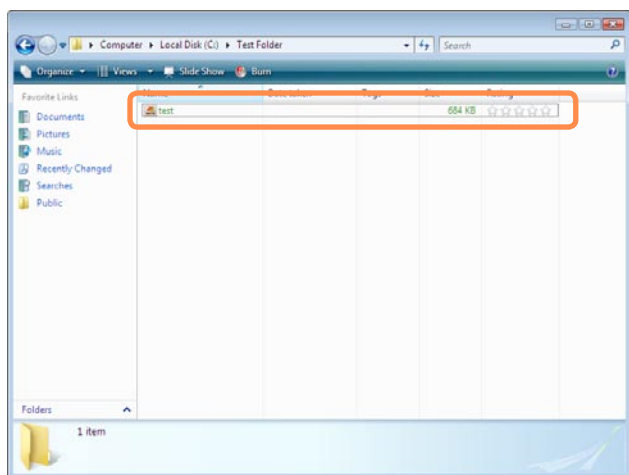 Computer ▸ Local Disk (C:) ▸ Test Folder
Search
Organize Views Slide Show Burn
Favorite Links
Documents
Pictures
Music
Recently Changed
Searches
Public
test 684 KB
Folders
1 item